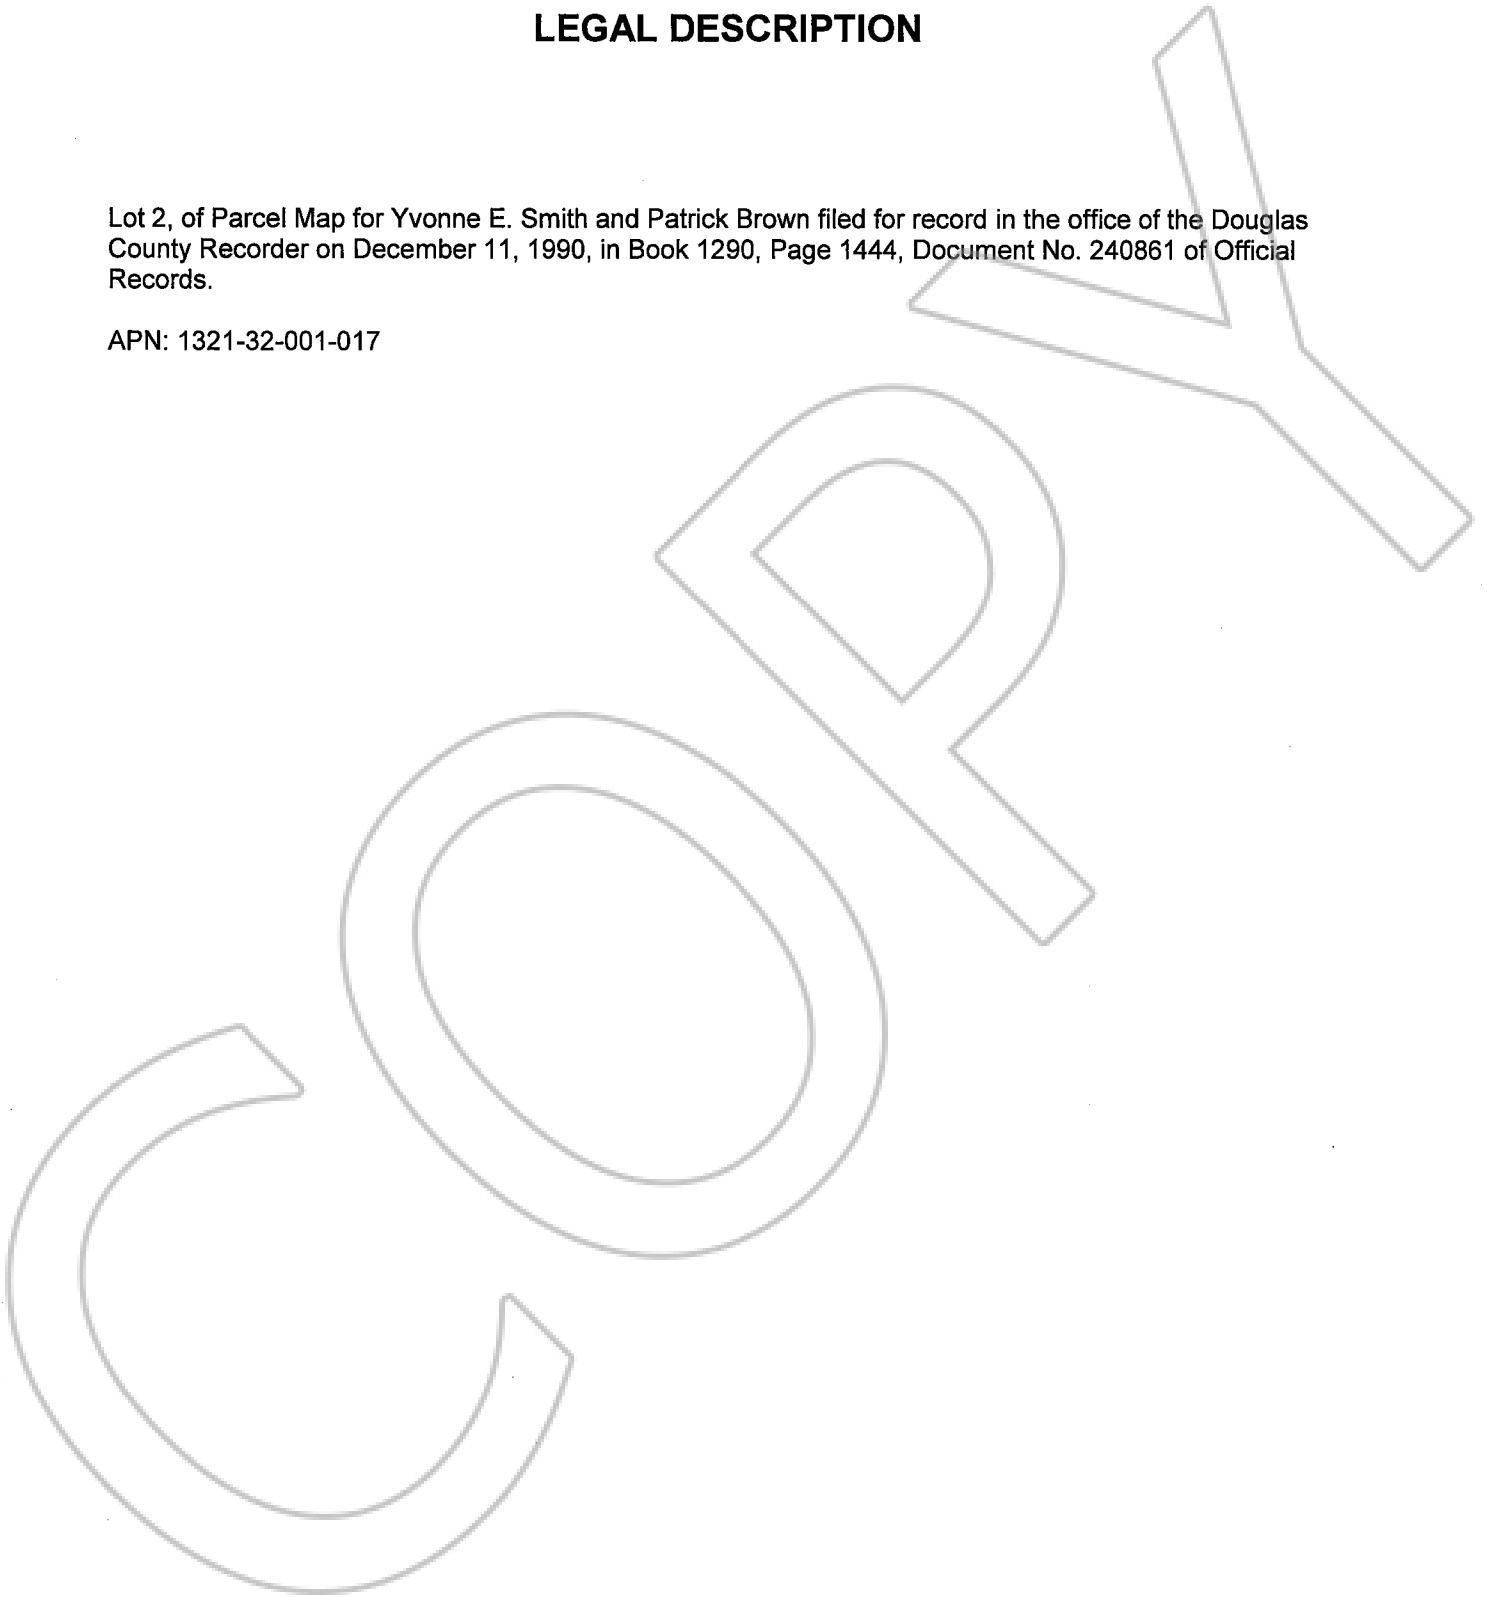 LEGAL DESCRIPTION
Lot 2, of Parcel Map for Yvonne E. Smith and Patrick Brown filed for record in the office of the Douglas
County Recorder on December 11, 1990, in Book 1290, Page 1444, Document No. 240861 of Official
Records.
APN: 1321-32-001-017
COPY